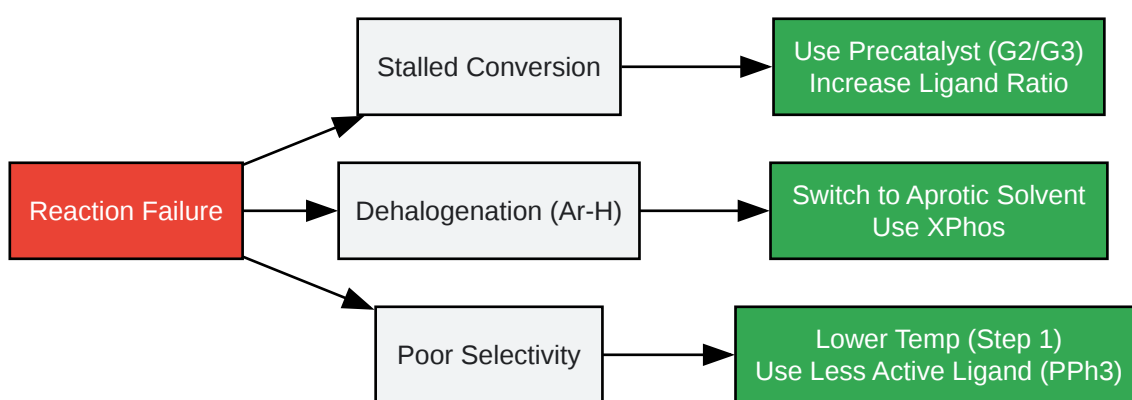 Stalled Conversion
Use Precatalyst (G2/G3)
Increase Ligand Ratio
Reaction Failure
Dehalogenation (Ar-H)
Switch to Aprotic Solvent
Use XPhos
Poor Selectivity
Lower Temp (Step 1)
Use Less Active Ligand (PPh3)